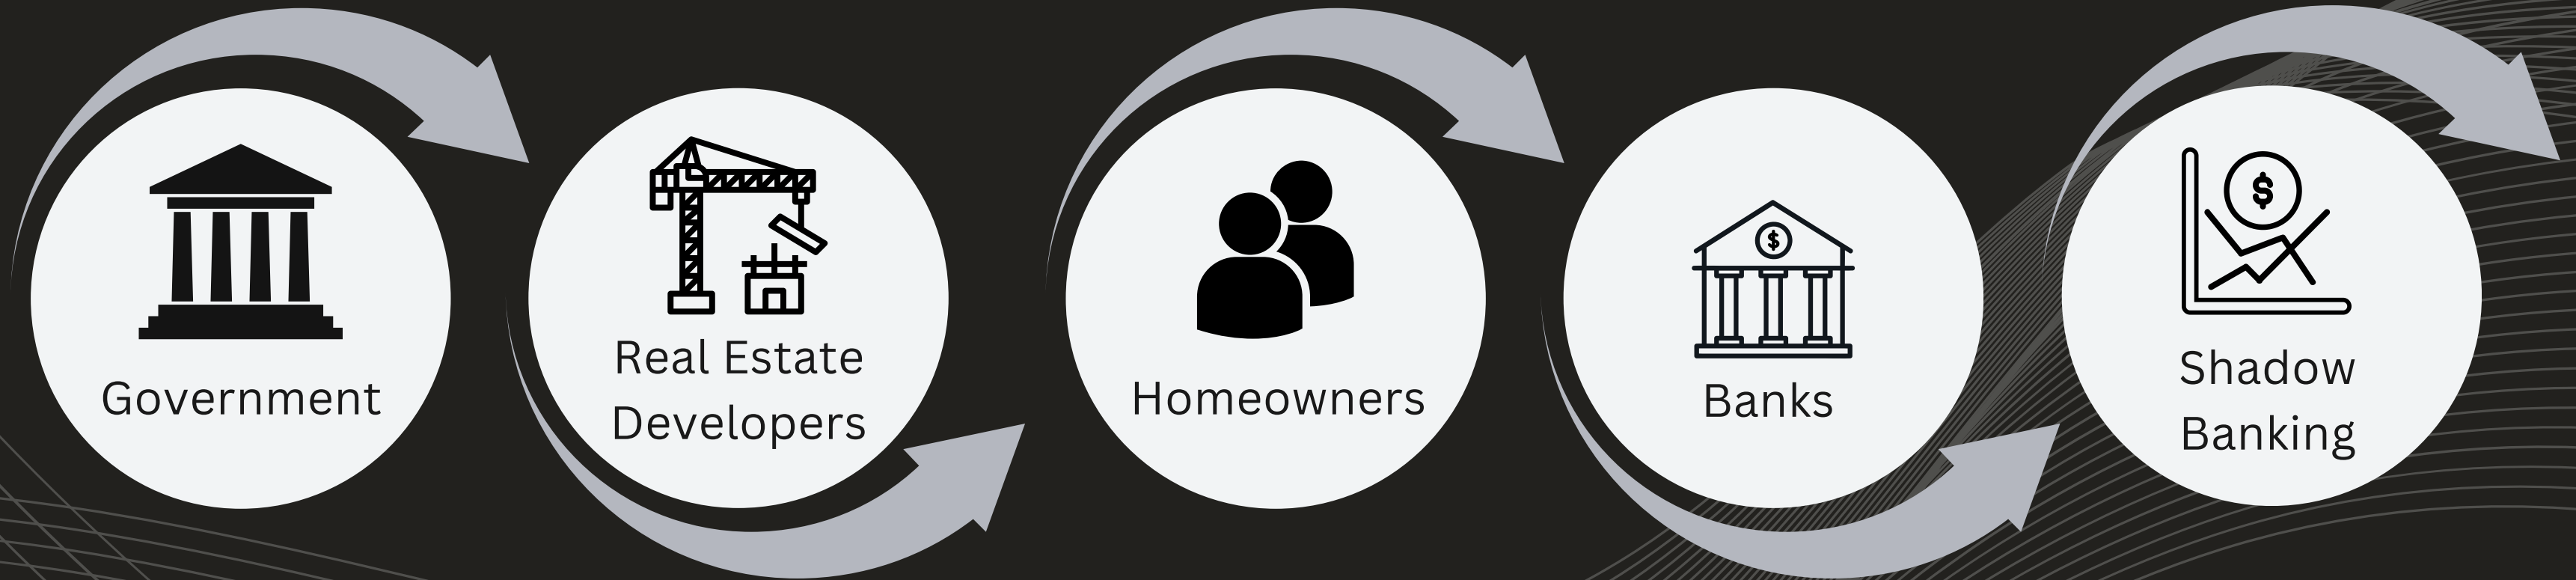 Government
Real Estate
Developers
Homeowners
$
Banks
$
Shadow
Banking